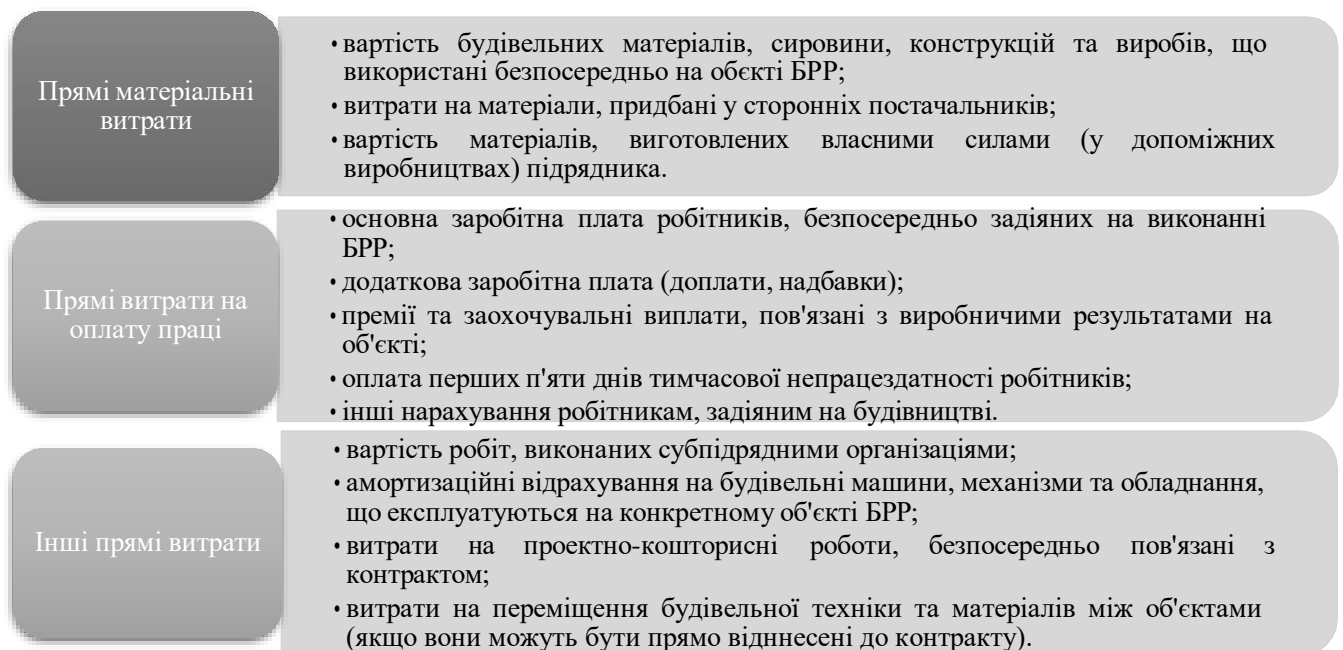 Прямі матеріальні
витрати
• вартість будівельних матеріалів, сировини, конструкцій та виробів, що
використані безпосередньо на обєкті БРР;
• витрати на матеріали, придбані у сторонніх постачальників;
• вартість матеріалів, виготовлених власними силами (у допоміжних
виробництвах) підрядника.
Прямі витрати на
оплату праці
• основна заробітна плата робітників, безпосередньо задіяних на виконанні
БРР;
• додаткова заробітна плата (доплати, надбавки);
• премії та заохочувальні виплати, пов'язані з виробничими результатами на
об'єкті;
• оплата перших п'яти днів тимчасової непрацездатності робітників;
• інші нарахування робітникам, задіяним на будівництві.
Інші прямі витрати
• вартість робіт, виконаних субпідрядними організаціями;
• амортизаційні відрахування на будівельні машини, механізми та обладнання,
що експлуатуються на конкретному об'єкті БРР;
• витрати на проектно-кошторисні роботи, безпосередньо пов'язані з
контрактом;
• витрати на переміщення будівельної техніки та матеріалів між об'єктами
(якщо вони можуть бути прямо відннесені до контракту).